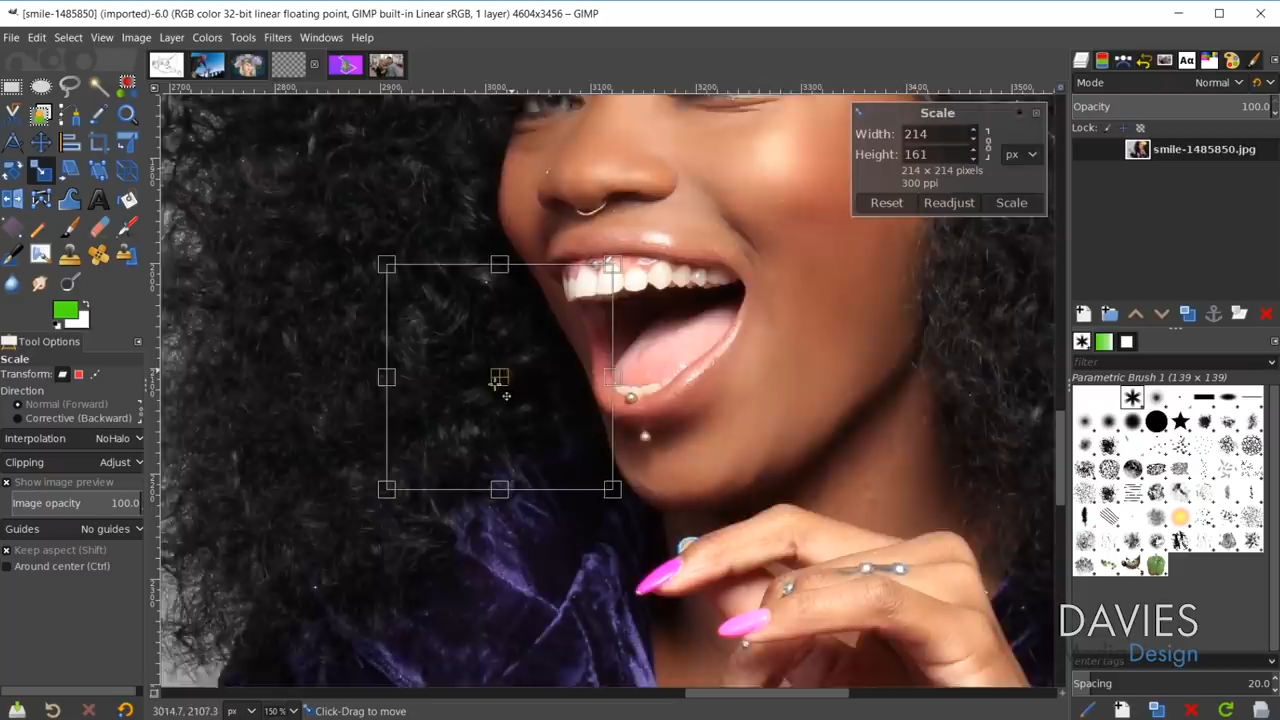 [smile-1485850] (imported)-6.0 (RGB color 32-bit linear floating point, GIMP built-in Linear sRGB, 1 layer) 4604x3456 – GIMP
File Edit Select View Image Layer Colors Tools Filters Windows Help
2700 2800 2900 3000 3100 3200 3300 3400 3500
Mode Normal
Opacity 100.0
Lock:
smile-1485850.jpg
Scale
Width: 214
Height: 161 px
214 × 214 pixels
300 ppi
Reset Readjust Scale
Tool Options
Scale
Transform:
Direction
Normal (Forward)
Corrective (Backward)
Interpolation NoHalo
Clipping Adjust
Show image preview
Image opacity 100.0
Guides No guides
Keep aspect (Shift)
Around center (Ctrl)
filter
Parametric Brush 1 (139 × 139)
DAVIES
Media Design
enter tags
Spacing 20.0
3014.7, 2107.3 px 150 % Click-Drag to move